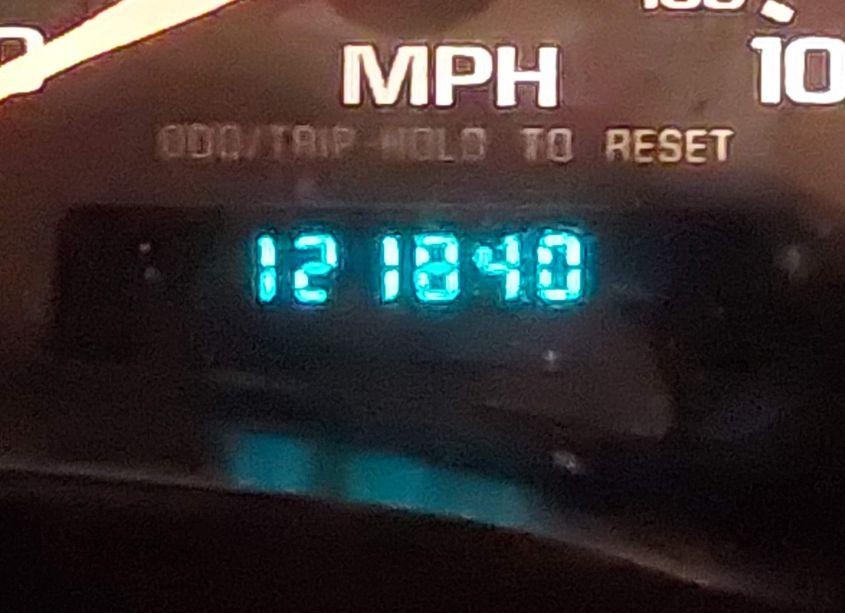 MPH
10
ODO/TRIP HOLD TO RESET
121840